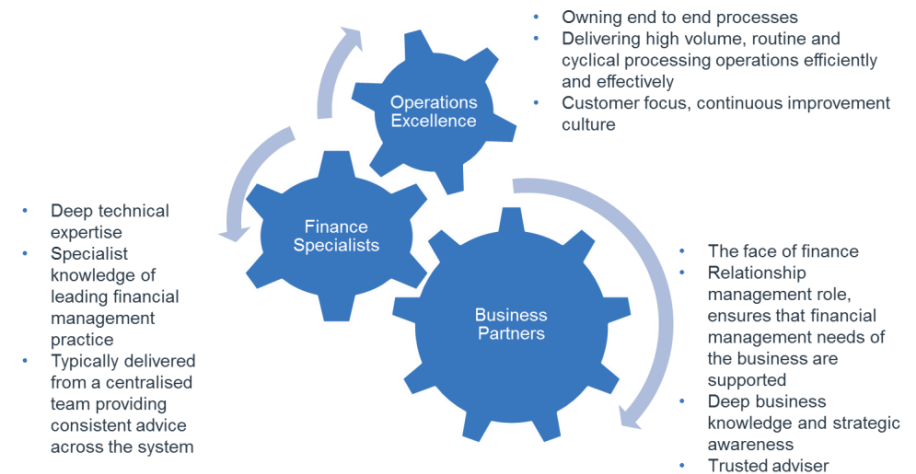 • Owning end to end processes
• Delivering high volume, routine and
cyclical processing operations efficiently
and effectively
• Customer focus, continuous improvement
culture
Operations
Excellence
Finance
Specialists
• Deep technical
expertise
• Specialist
knowledge of
leading financial
management
practice
• Typically delivered
from a centralised
team providing
consistent advice
across the system
Business
Partners
• The face of finance
• Relationship
management role,
ensures that financial
management needs of
the business are
supported
• Deep business
knowledge and strategic
awareness
• Trusted adviser